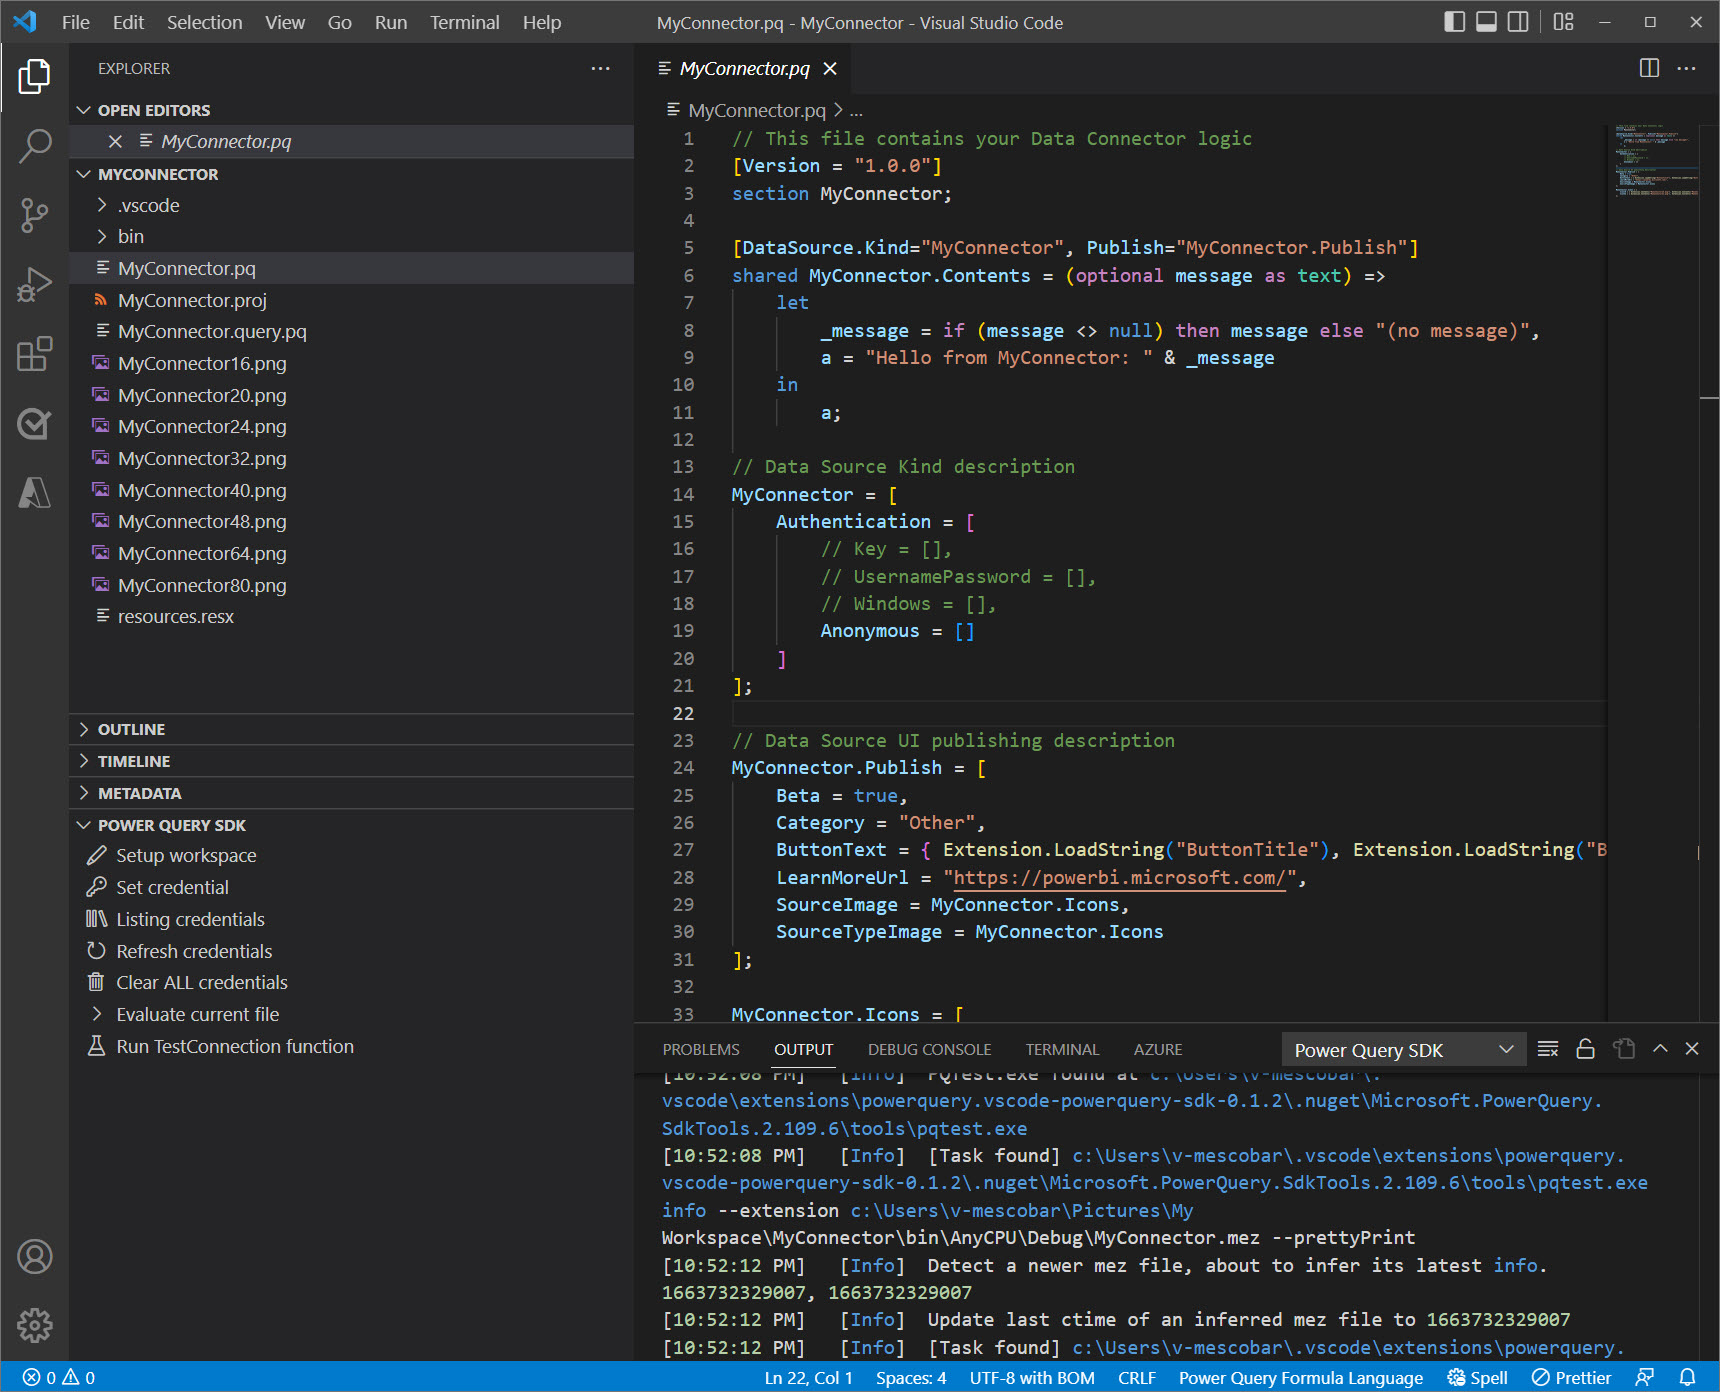 File Edit Selection View Go Run Terminal Help
MyConnector.pq - MyConnector - Visual Studio Code
EXPLORER
OPEN EDITORS
MyConnector.pq
MYCONNECTOR
.vscode
bin
MyConnector.pq
MyConnector.proj
MyConnector.query.pq
MyConnector16.png
MyConnector20.png
MyConnector24.png
MyConnector32.png
MyConnector40.png
MyConnector48.png
MyConnector64.png
MyConnector80.png
resources.resx
OUTLINE
TIMELINE
METADATA
POWER QUERY SDK
Setup workspace
Set credential
Listing credentials
Refresh credentials
Clear ALL credentials
Evaluate current file
Run TestConnection function
MyConnector.pq
MyConnector.pq > ...
1 // This file contains your Data Connector logic
2 [Version = "1.0.0"]
3 section MyConnector;
4
5 [DataSource.Kind="MyConnector", Publish="MyConnector.Publish"]
6 shared MyConnector.Contents = (optional message as text) =>
7 let
8 _message = if (message <> null) then message else "(no message)",
9 a = "Hello from MyConnector: " & _message
10 in
11 a;
12
13 // Data Source Kind description
14 MyConnector = [
15 Authentication = [
16 // Key = [],
17 // UsernamePassword = [],
18 // Windows = [],
19 Anonymous = []
20 ]
21 ];
22
23 // Data Source UI publishing description
24 MyConnector.Publish = [
25 Beta = true,
26 Category = "Other",
27 ButtonText = { Extension.LoadString("ButtonTitle"), Extension.LoadString("B
28 LearnMoreUrl = "https://powerbi.microsoft.com/",
29 SourceImage = MyConnector.Icons,
30 SourceTypeImage = MyConnector.Icons
31 ];
32
33 MyConnector.Icons = [
PROBLEMS OUTPUT DEBUG CONSOLE TERMINAL AZURE
Power Query SDK
[10:52:08 PM] [Info] PQTest.exe found at c:\Users\v-mescobar\.
vscode\extensions\powerquery.vscode-powerquery-sdk-0.1.2\.nuget\Microsoft.PowerQuery.
SdkTools.2.109.6\tools\pqtest.exe
[10:52:08 PM] [Info] [Task found] c:\Users\v-mescobar\.vscode\extensions\powerquery.
vscode-powerquery-sdk-0.1.2\.nuget\Microsoft.PowerQuery.SdkTools.2.109.6\tools\pqtest.exe
info --extension c:\Users\v-mescobar\Pictures\My
Workspace\MyConnector\bin\AnyCPU\Debug\MyConnector.mez --prettyPrint
[10:52:12 PM] [Info] Detect a newer mez file, about to infer its latest info.
1663732329007, 1663732329007
[10:52:12 PM] [Info] Update last ctime of an inferred mez file to 1663732329007
[10:52:12 PM] [Info] [Task found] c:\Users\v-mescobar\.vscode\extensions\powerquery.
0 0
Ln 22, Col 1 Spaces: 4 UTF-8 with BOM CRLF Power Query Formula Language Spell Prettier